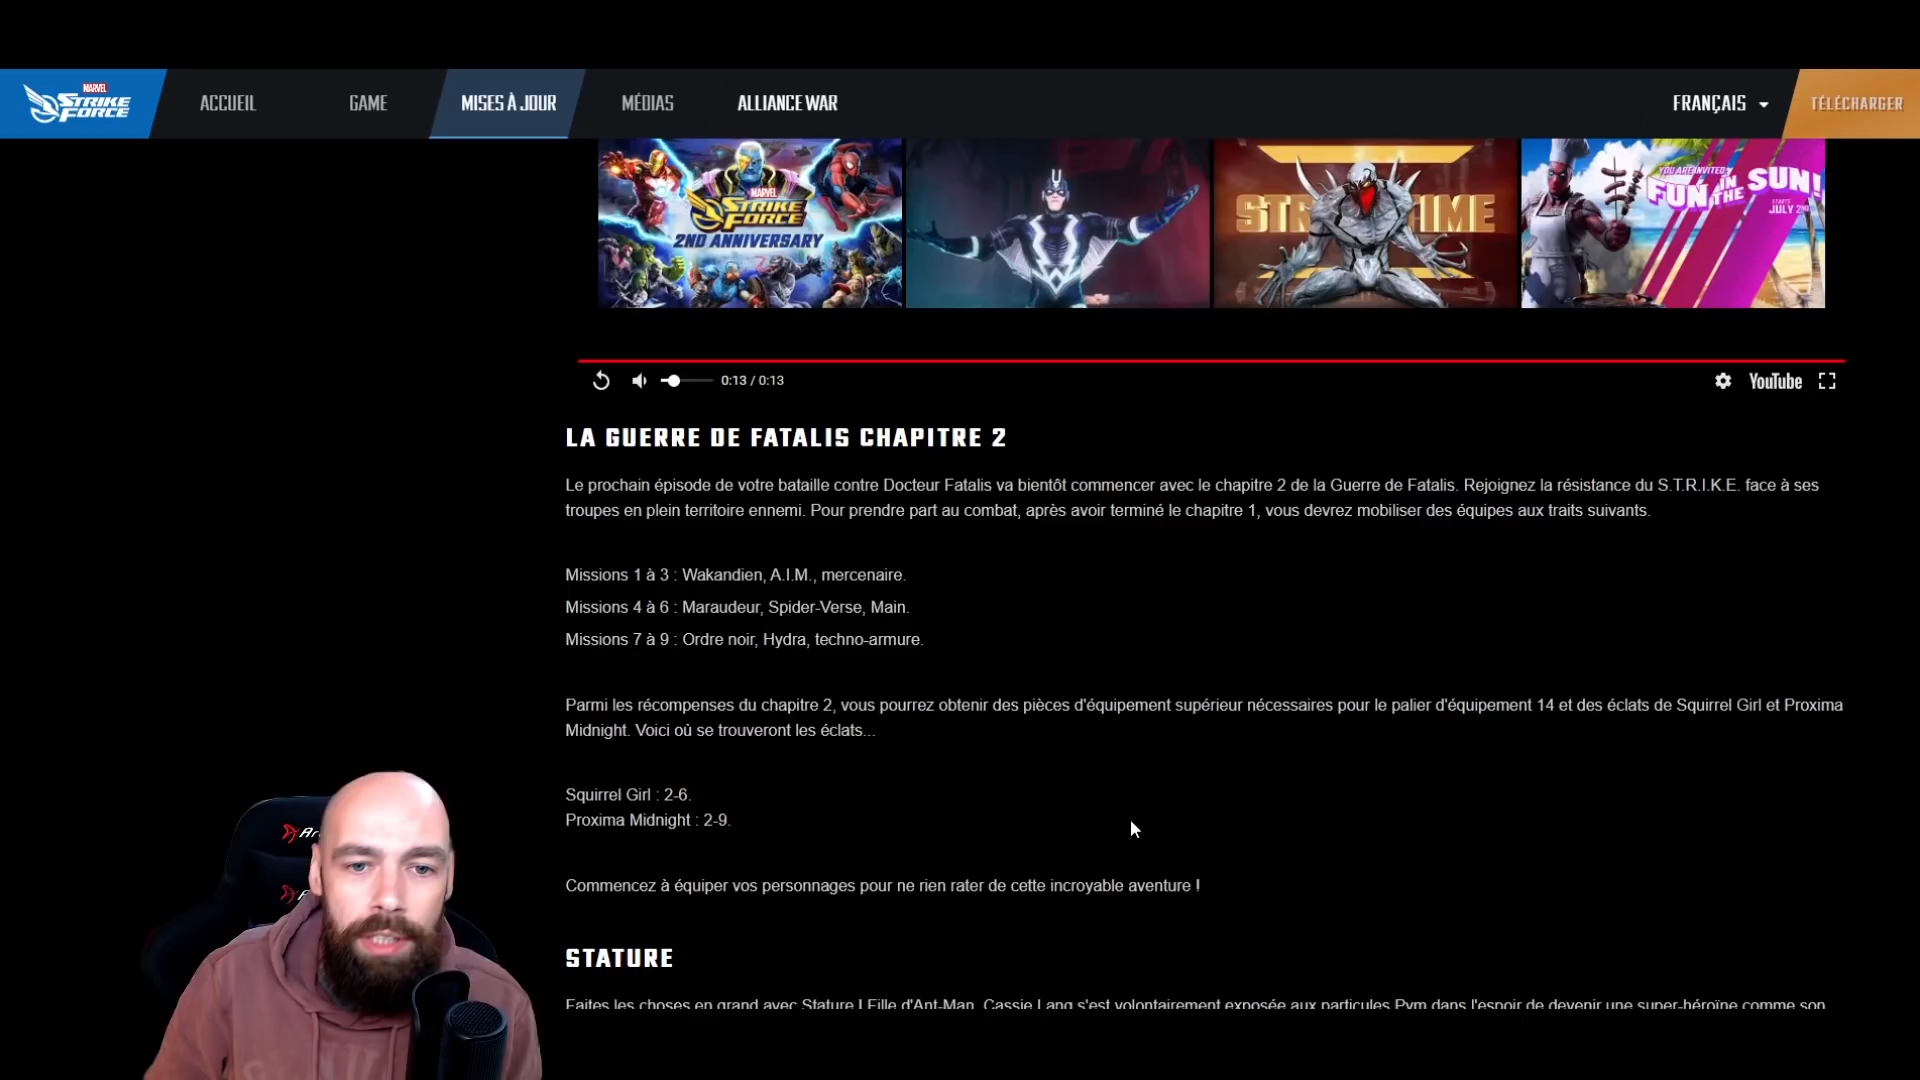 MARVEL
STRIKE
FORCE
ACCUEIL
GAME
MISES À JOUR
MÉDIAS
ALLIANCE WAR
FRANÇAIS
TÉLÉCHARGER
MARVEL
STRIKE
FORCE
2ND ANNIVERSARY
YOU ARE INVITED:
FUN IN THE SUN!
STARTS
0:13 / 0:13
YouTube
LA GUERRE DE FATALIS CHAPITRE 2
Le prochain épisode de votre bataille contre Docteur Fatalis va bientôt commencer avec le chapitre 2 de la Guerre de Fatalis. Rejoignez la résistance du S.T.R.I.K.E. face à ses
troupes en plein territoire ennemi. Pour prendre part au combat, après avoir terminé le chapitre 1, vous devrez mobiliser des équipes aux traits suivants.
Missions 1 à 3 : Wakandien, A.I.M., mercenaire.
Missions 4 à 6 : Maraudeur, Spider-Verse, Main.
Missions 7 à 9 : Ordre noir, Hydra, techno-armure.
Parmi les récompenses du chapitre 2, vous pourrez obtenir des pièces d'équipement supérieur nécessaires pour le palier d'équipement 14 et des éclats de Squirrel Girl et Proxima
Midnight. Voici où se trouveront les éclats...
Squirrel Girl : 2-6.
Proxima Midnight : 2-9.
Commencez à équiper vos personnages pour ne rien rater de cette incroyable aventure !
STATURE
Faites les choses en grand avec Stature ! Fille d'Ant-Man, Cassie Lang s'est volontairement exposée aux particules Pym dans l'espoir de devenir une super-héroïne comme son